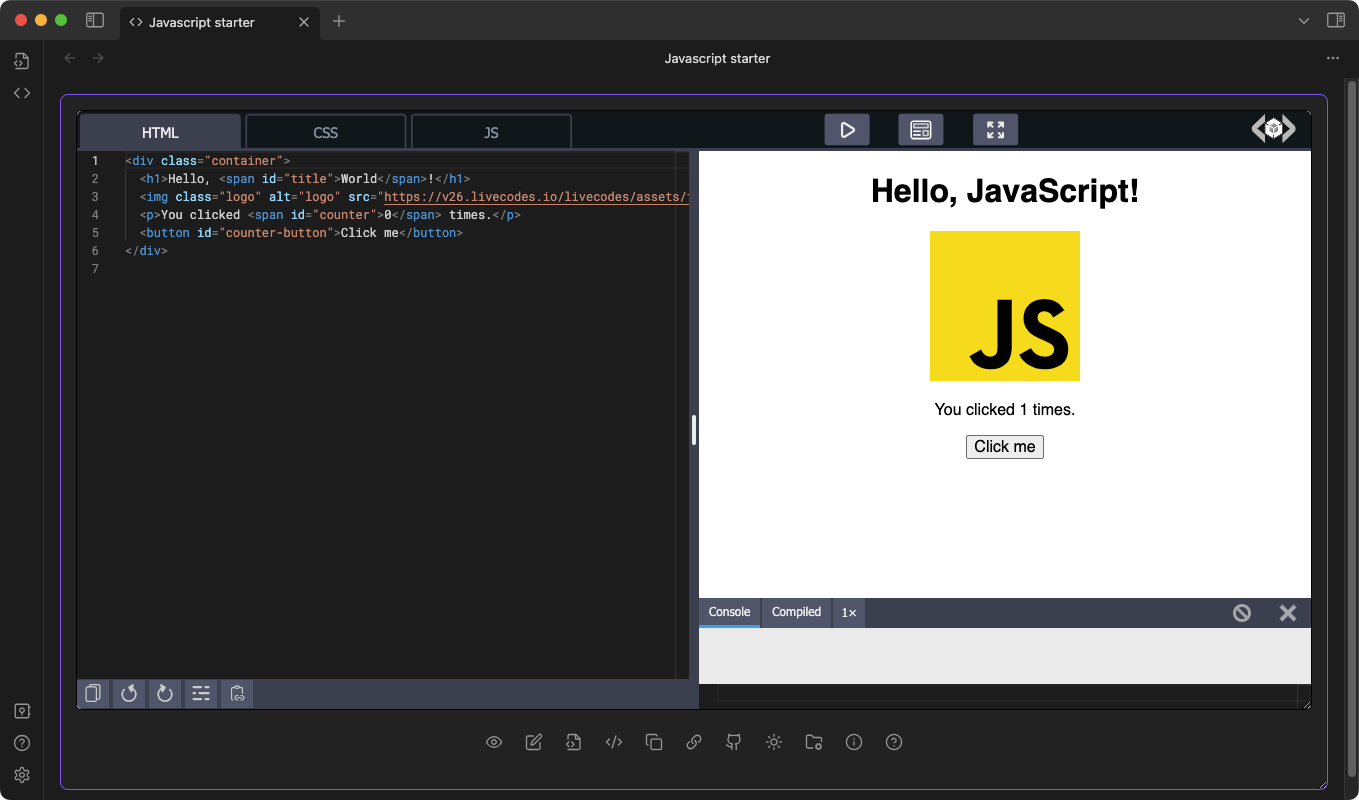 Javascript starter
Javascript starter
HTML CSS JS
1 <div class="container">
2 <h1>Hello, <span id="title">World</span>!</h1>
3 <img class="logo" alt="logo" src="https://v26.livecodes.io/livecodes/assets/
4 <p>You clicked <span id="counter">0</span> times.</p>
5 <button id="counter-button">Click me</button>
6 </div>
7
Hello, JavaScript!
JS
You clicked 1 times.
Click me
Console Compiled 1×